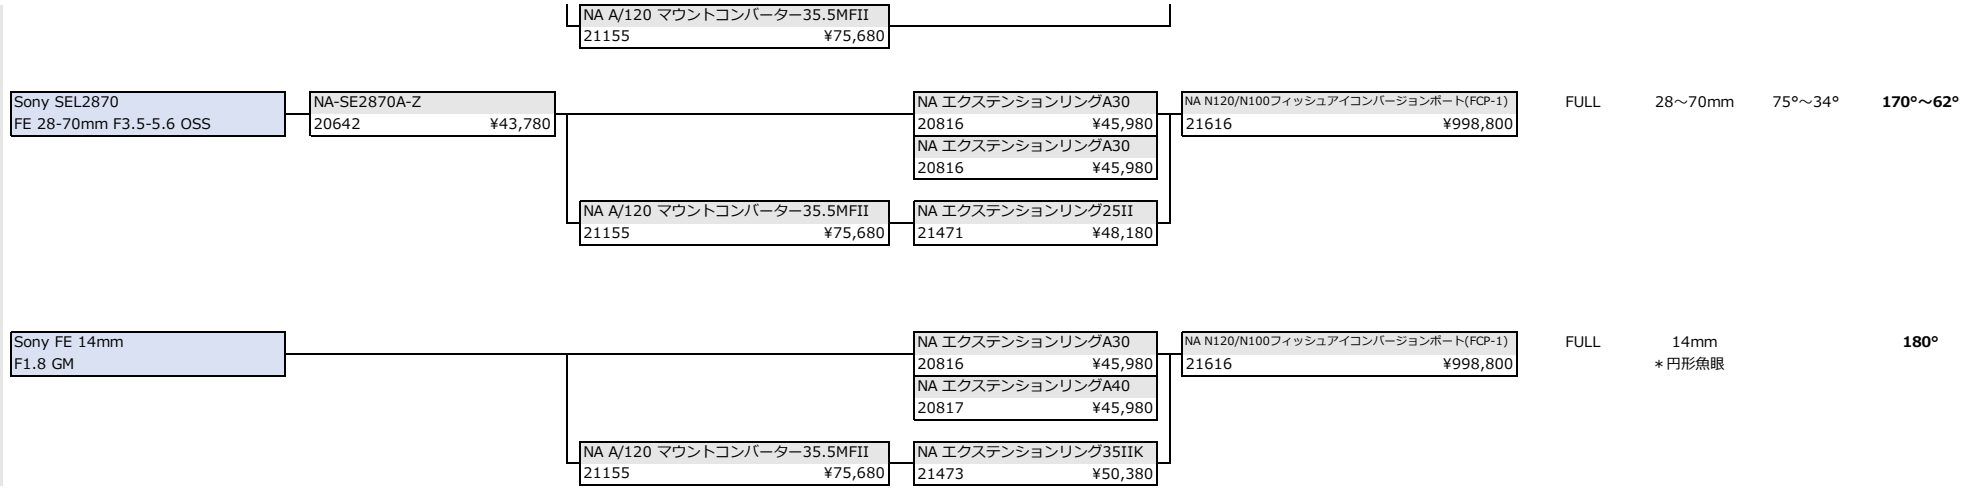 NA A/120 マウントコンバーター35.5MFII
21155 ¥75,680
Sony SEL2870 NA-SE2870A-Z NA エクステンションリングA30 NA N120/N100フィッシュアイコンバージョンポート(FCP-1) FULL 28～70mm 75°～34° 170°～62°
FE 28-70mm F3.5-5.6 OSS 20642 ¥43,780 20816 ¥45,980 21616 ¥998,800
NA エクステンションリングA30
20816 ¥45,980
NA A/120 マウントコンバーター35.5MFII NA エクステンションリング25II
21155 ¥75,680 21471 ¥48,180
Sony FE 14mm NA エクステンションリングA30 NA N120/N100フィッシュアイコンバージョンポート(FCP-1) FULL 14mm 180°
F1.8 GM 20816 ¥45,980 21616 ¥998,800 ＊円形魚眼
NA エクステンションリングA40
20817 ¥45,980
NA A/120 マウントコンバーター35.5MFII NA エクステンションリング35IIK
21155 ¥75,680 21473 ¥50,380